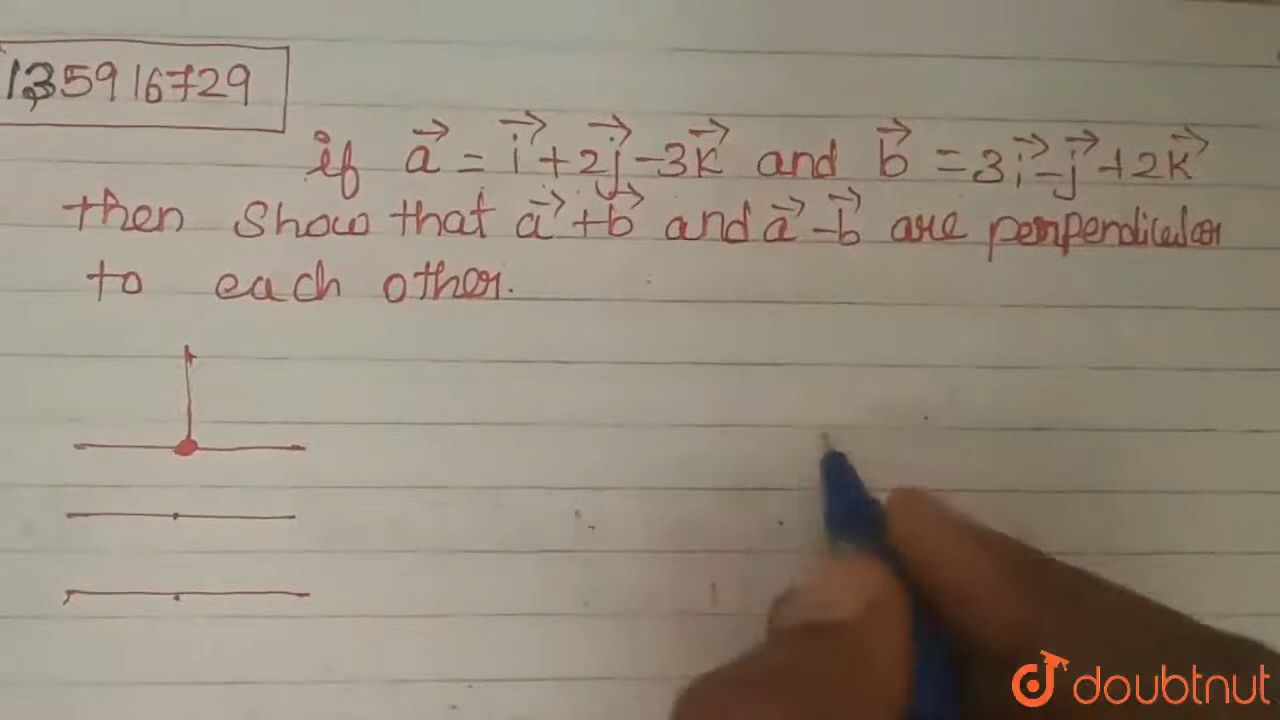 135916729
if a⃗ = i⃗ + 2j⃗ - 3k⃗ and b⃗ = 3i⃗ - j⃗ + 2k⃗
then show that a⃗ + b⃗ and a⃗ - b⃗ are perpendicular
to each other.
doubtnut